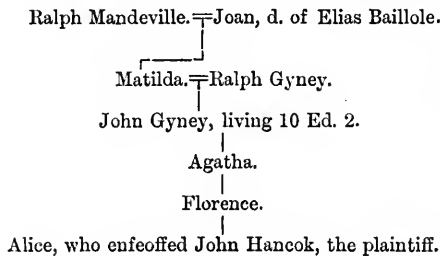 Ralph Mandeville.=Joan, d. of Elias Baillole.
Matilda.=Ralph Gyney.
John Gyney, living 10 Ed. 2.
Agatha.
Florence.
Alice, who enfeoffed John Hancok, the plaintiff.